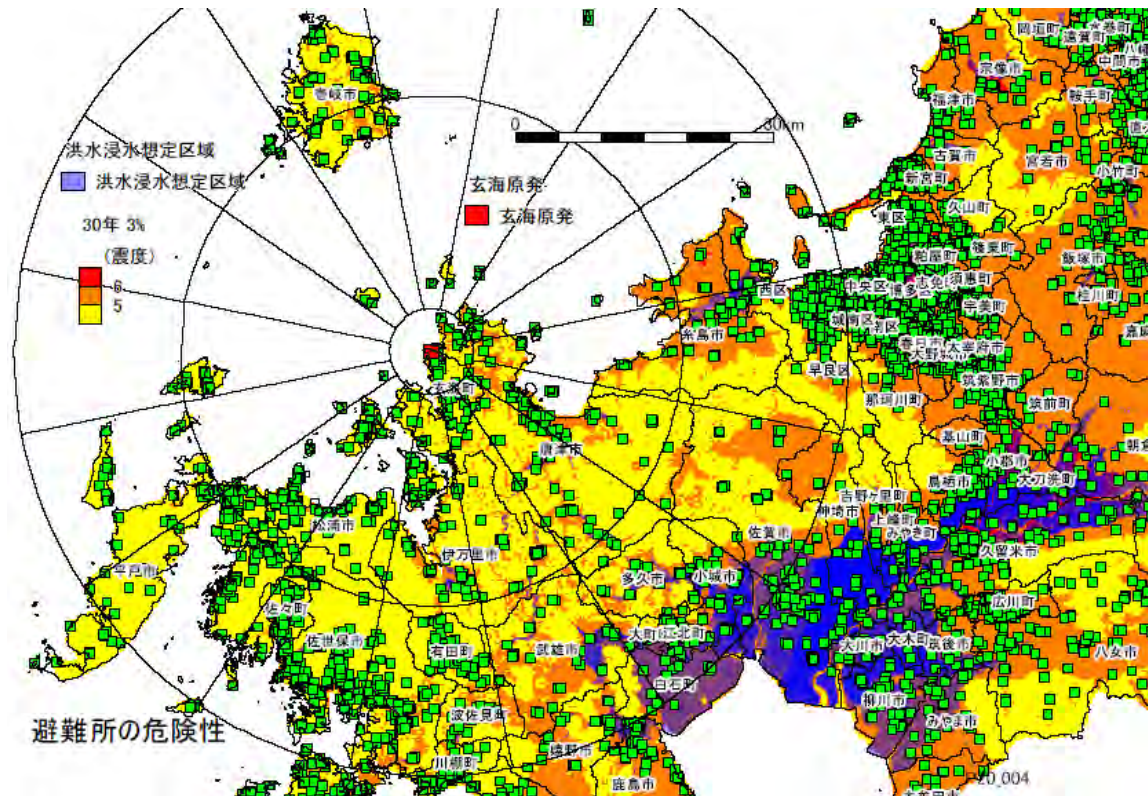 岡垣町
水巻町
遠賀町
中間市
宗像市
鞍手町
福津市
壱岐市
0
30km
古賀市
宮若市
小竹町
洪水浸水想定区域
洪水浸水想定区域
玄海原発
玄海原発
新宮町
久山町
東区
30年 3%
(震度)
6
5
篠栗町
粕屋町
飯塚市
志免
須恵町
中央区
博多
桂川町
西区
宇美町
城南区
糸島市
春日市
大野城
太宰府市
早良区
玄海町
筑紫野市
那珂川町
筑前町
基山町
唐津市
小郡市
鳥栖市
大刀洗町
吉野ヶ里町
神埼市
上峰町
松浦市
佐賀市
みやき町
伊万里市
久留米市
平戸市
多久市
小城市
広川町
佐々町
大町
江北町
佐世保市
有田町
武雄市
大川市
大木町
筑後市
八女市
白石町
柳川市
波佐見町
みやま市
避難所の危険性
嬉野市
川棚町
鹿島市